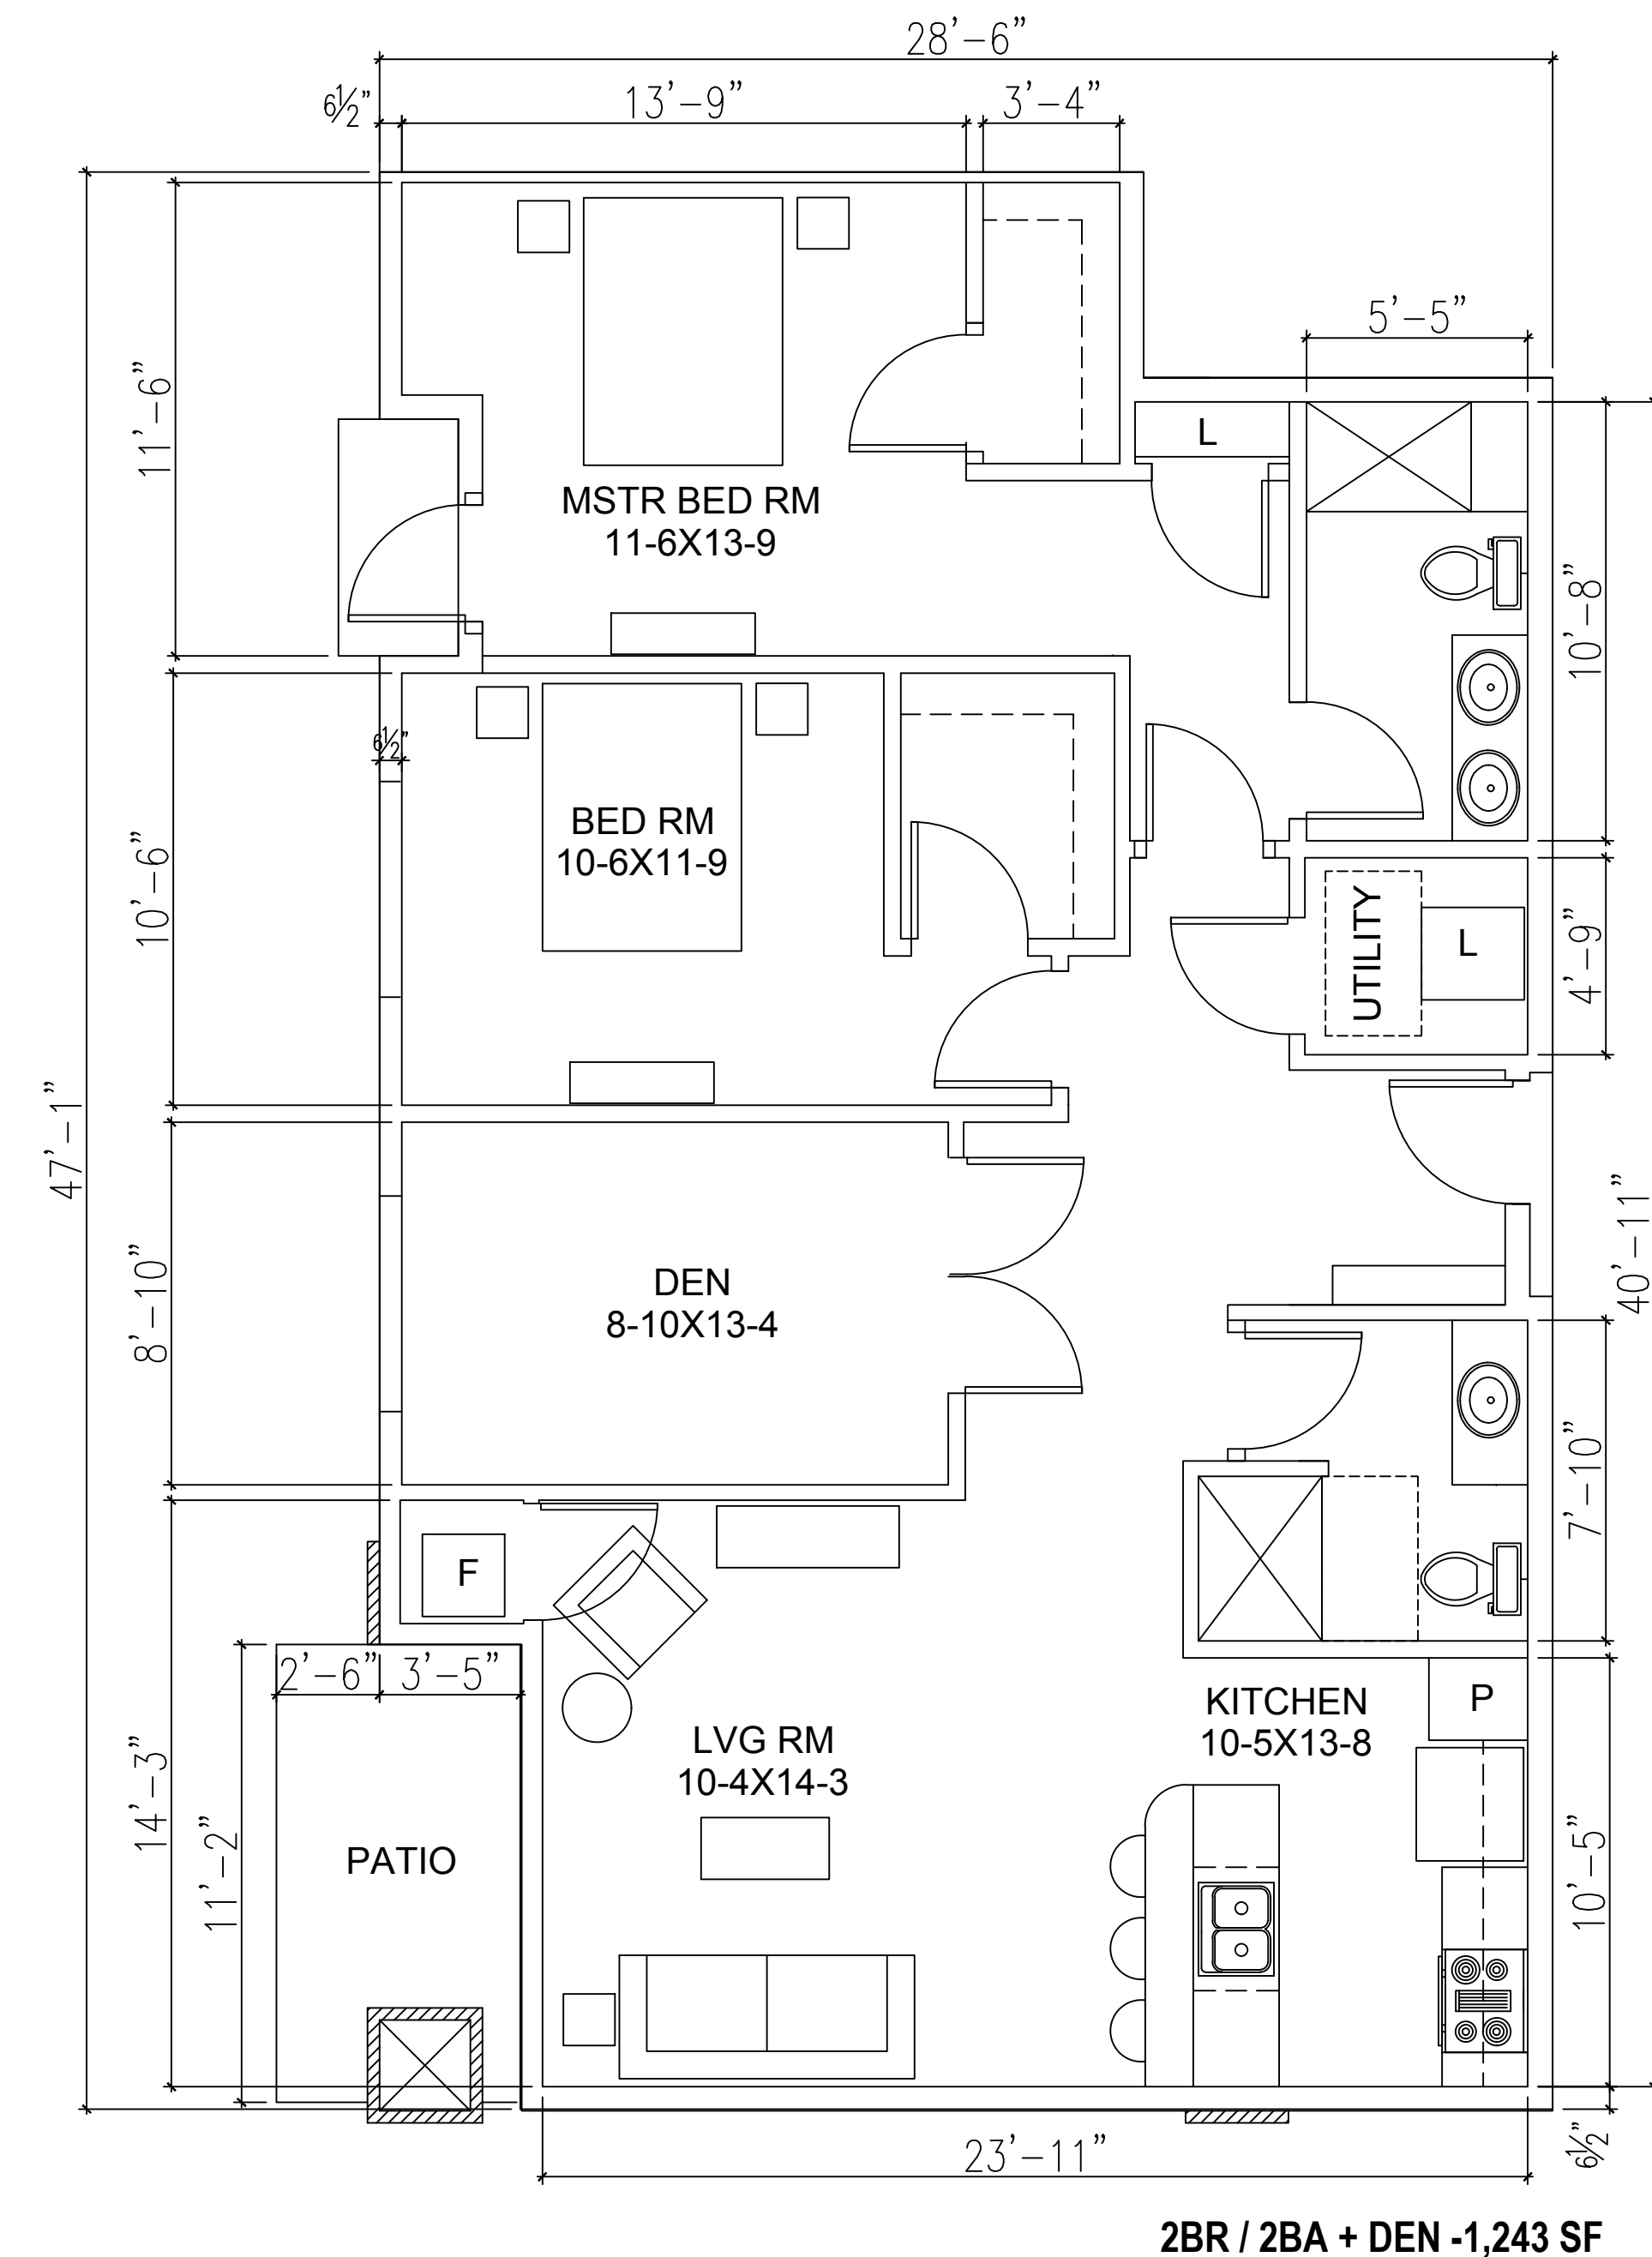 28'-6"
6½"
13'-9"
3'-4"
5'-5"
11'-6"
L
MSTR BED RM
11-6X13-9
10'-8"
6½"
BED RM
10-6X11-9
10'-6"
UTILITY
L
4'-9"
47'-1"
40'-11"
DEN
8-10X13-4
8'-10"
7'-10"
F
2'-6"
3'-5"
KITCHEN
10-5X13-8
P
LVG RM
10-4X14-3
14'-3"
11'-2"
PATIO
10'-5"
23'-11"
6½"
2BR / 2BA + DEN -1,243 SF